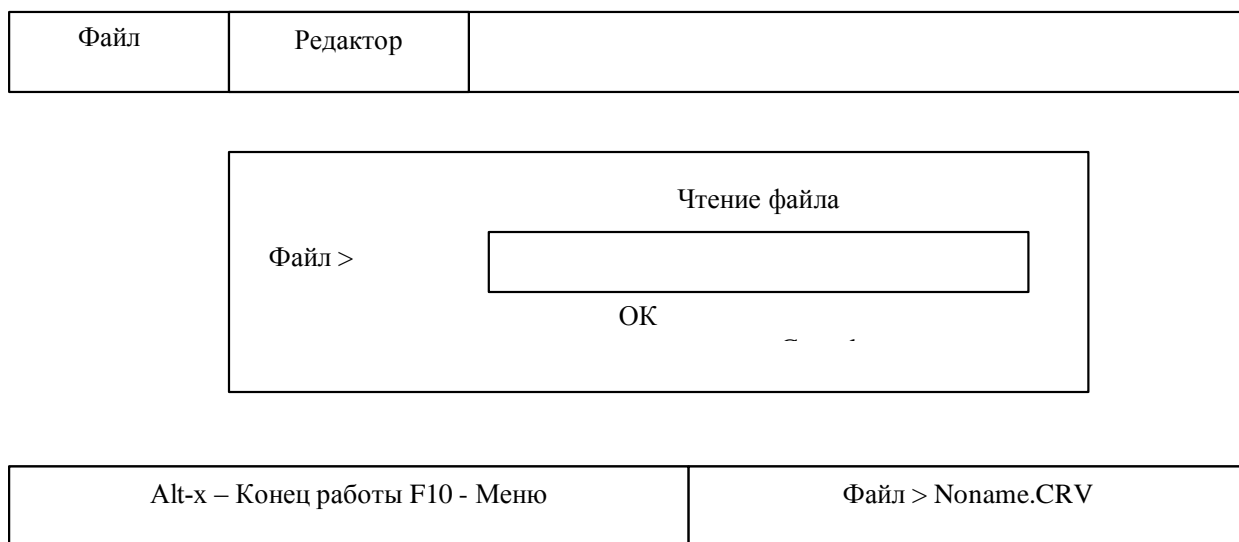 Файл Редактор
Чтение файла
Файл >
ОК
Alt-x – Конец работы F10 - Меню Файл > Noname.CRV